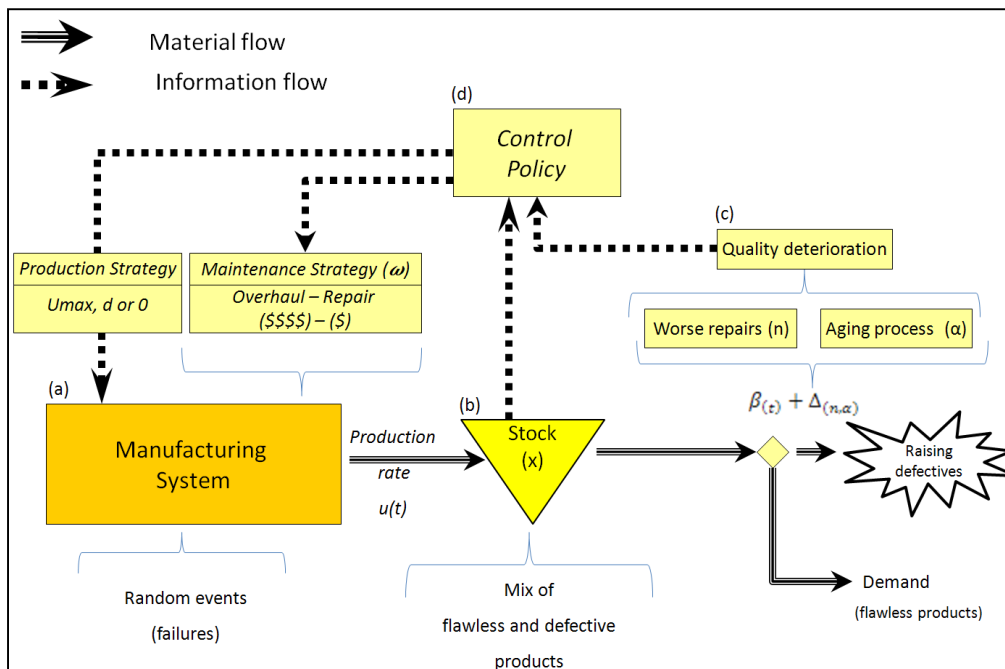 Material flow
Information flow
(d)
Control
Policy
(c)
Quality deterioration
Production Strategy
Umax, d or 0
Maintenance Strategy (ω)
Overhaul – Repair
($$$$) – ($)
Worse repairs (n)
Aging process (α)
(a)
Manufacturing
System
Production
rate
u(t)
(b)
Stock
(x)
β(t) + Δ(n,α)
Raising
defectives
Random events
(failures)
Mix of
flawless and defective
products
Demand
(flawless products)